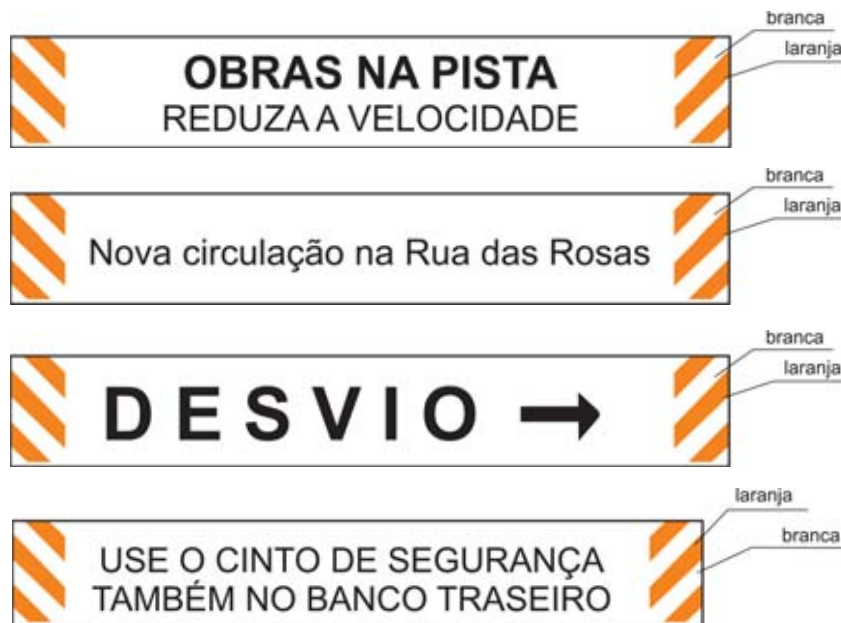 branca
laranja
OBRAS NA PISTA
REDUZA A VELOCIDADE
branca
laranja
Nova circulação na Rua das Rosas
branca
laranja
DESVIO →
laranja
branca
USE O CINTO DE SEGURANÇA
TAMBÉM NO BANCO TRASEIRO